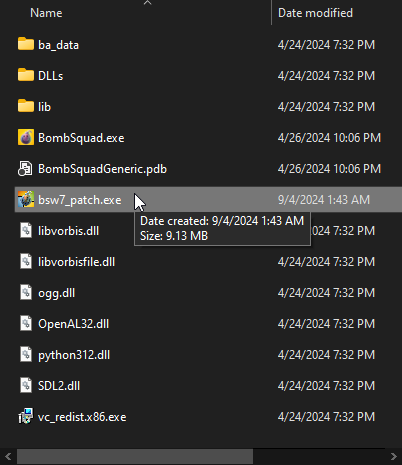 Name Date modified
ba_data 4/24/2024 7:32 PM
DLLs 4/24/2024 7:32 PM
lib 4/24/2024 7:32 PM
BombSquad.exe 4/26/2024 10:06 PM
BombSquadGeneric.pdb 4/26/2024 10:06 PM
bsw7_patch.exe 9/4/2024 1:43 AM
Date created: 9/4/2024 1:43 AM
Size: 9.13 MB
libvorbis.dll 4/24/2024 7:32 PM
libvorbisfile.dll 4/24/2024 7:32 PM
ogg.dll 4/24/2024 7:32 PM
OpenAL32.dll 4/24/2024 7:32 PM
python312.dll 4/24/2024 7:32 PM
SDL2.dll 4/24/2024 7:32 PM
vc_redist.x86.exe 4/24/2024 7:32 PM